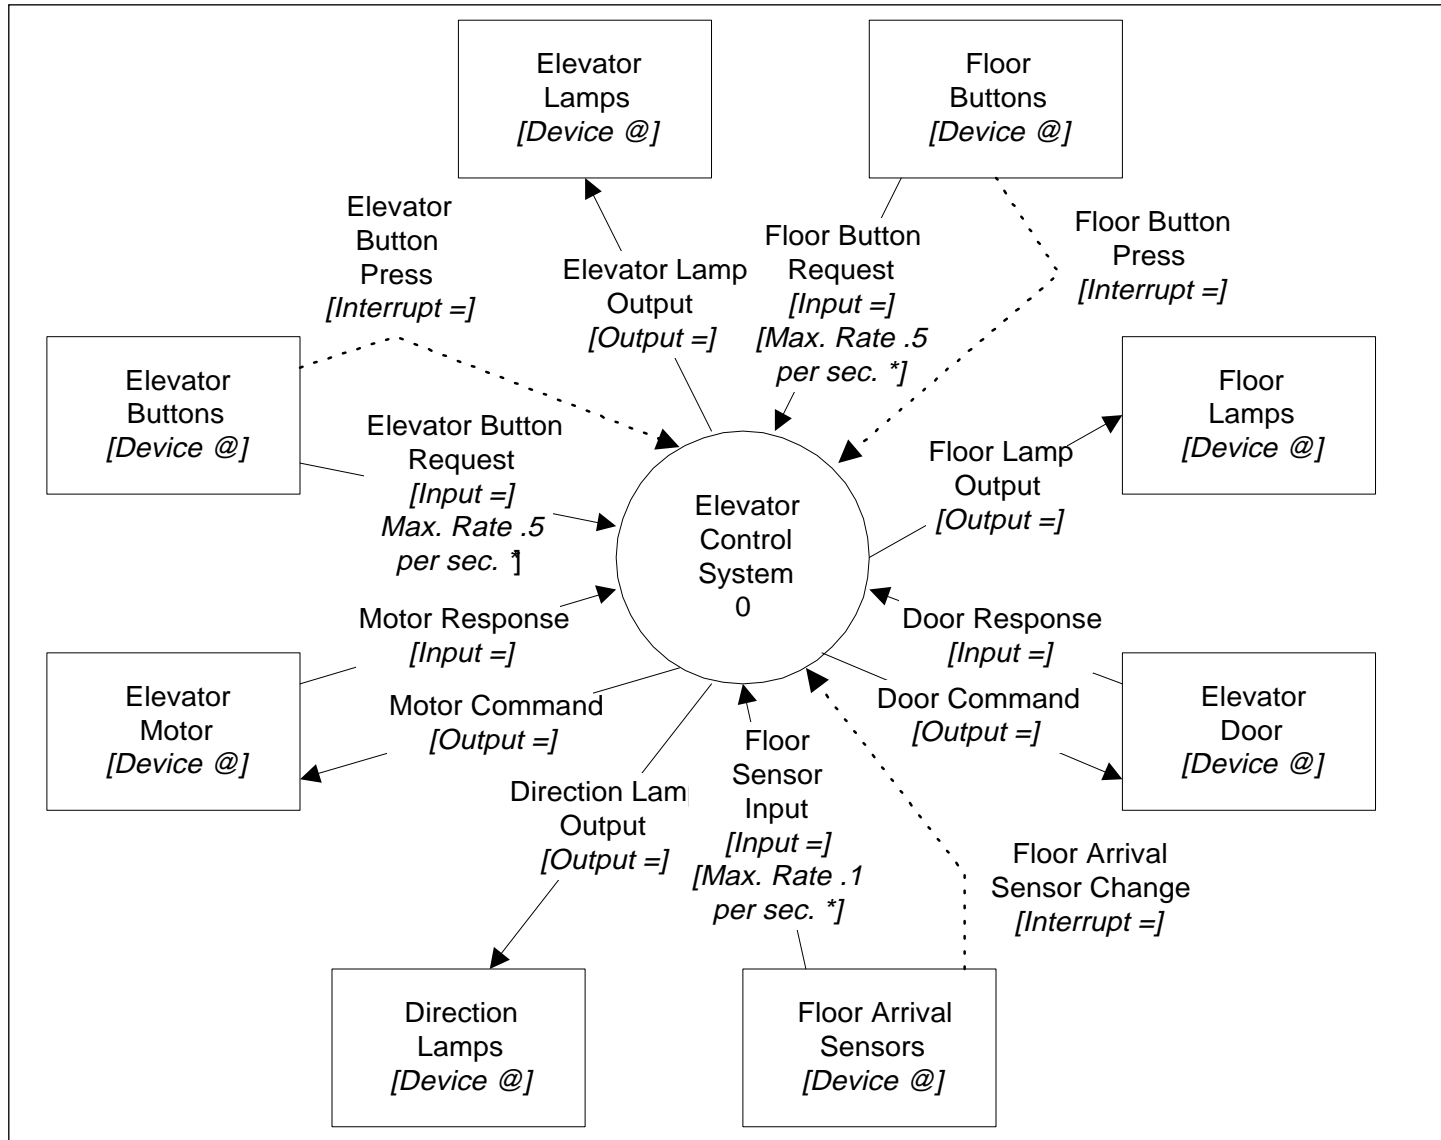 Elevator
Lamps
[Device @]
Floor
Buttons
[Device @]
Elevator
Button
Press
[Interrupt =]
Elevator Lamp
Output
[Output =]
Floor Button
Request
[Input =]
[Max. Rate .5
per sec. *]
Floor Button
Press
[Interrupt =]
Elevator
Buttons
[Device @]
Elevator Button
Request
[Input =]
Max. Rate .5
per sec. *]
Floor
Lamps
[Device @]
Floor Lamp
Output
[Output =]
Elevator
Control
System
0
Motor Response
[Input =]
Door Response
[Input =]
Elevator
Motor
[Device @]
Motor Command
[Output =]
Door Command
[Output =]
Elevator
Door
[Device @]
Direction Lam
Output
[Output =]
Floor
Sensor
Input
[Input =]
[Max. Rate .1
per sec. *]
Floor Arrival
Sensor Change
[Interrupt =]
Direction
Lamps
[Device @]
Floor Arrival
Sensors
[Device @]